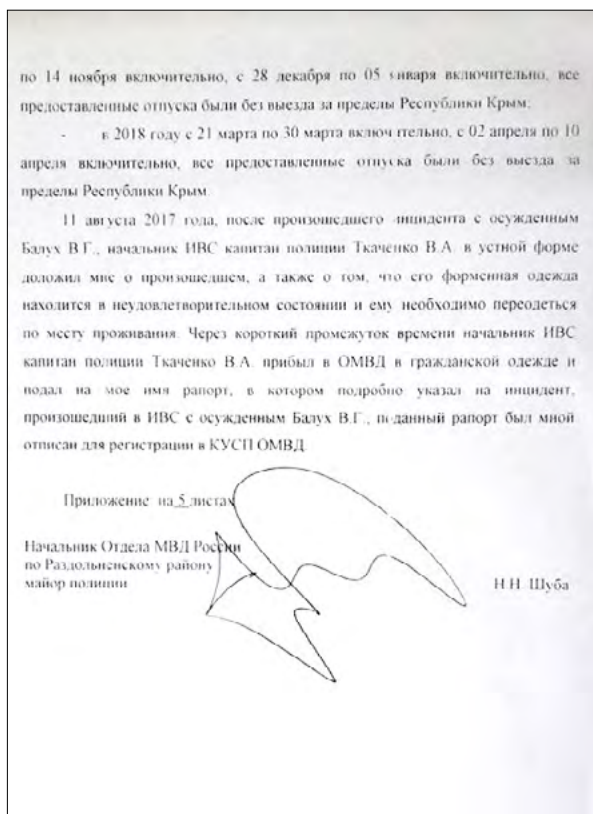 по 14 ноября включительно, с 28 декабря по 05 января включительно, все
предоставленные отпуска были без выезда за пределы Республики Крым;
- в 2018 году с 21 марта по 30 марта включительно, с 02 апреля по 10
апреля включительно, все предоставленные отпуска были без выезда за
пределы Республики Крым.
11 августа 2017 года, после произошедшего инцидента с осужденным
Балух В.Г., начальник ИВС капитан полиции Ткаченко В.А. в устной форме
доложил мне о произошедшем, а также о том, что его форменная одежда
находится в неудовлетворительном состоянии и ему необходимо переодеться
по месту проживания. Через короткий промежуток времени начальник ИВС
капитан полиции Ткаченко В.А. прибыл в ОМВД в гражданской одежде и
подал на мое имя рапорт, в котором подробно указал на инцидент,
произошедший в ИВС с осужденным Балух В.Г., поданный рапорт был мной
отписан для регистрации в КУСП ОМВД.
Приложение на 5 листах
Начальник Отдела МВД России
по Раздольненскому району
майор полиции Н.Н. Шуба